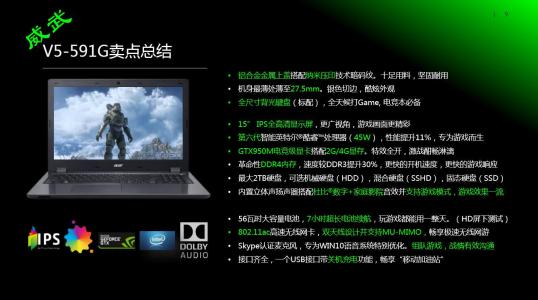 | 9
威武
V5-591G卖点总结
• 铝合金金属上盖搭配纳米压印技术暗码纹。十足用料，坚固耐用
• 机身最薄处薄至27.5mm。银色切边，酷炫外观
• 全尺寸背光键盘（标配），全天候打Game, 电竞本必备
• 15” IPS全高清显示屏，更广视角，游戏画面更精彩
• 第六代智能英特尔®酷睿™处理器（45W），性能提升11%，专为游戏而生
• GTX950M电竞级显卡搭配2G/4G显存。特效全开，激战酣畅淋漓
• 革命性DDR4内存，速度较DDR3提升30%，更快的开机速度，更快的游戏响应
• 最大2TB硬盘，可选机械硬盘（HDD），混合硬盘（SSHD），固态硬盘（SSD）
• 内置立体声扬声器搭配杜比®数字+家庭影院音效并支持游戏模式，游戏效果一流
• 56瓦时大容量电池，7小时超长电池续航，玩游戏都能用一整天。（HD屏下测试）
• 802.11ac高速无线网卡，双天线设计并支持MU-MIMO，畅享极速无线网游
• Skype认证麦克风，专为WIN10语音系统特别优化。组队游戏，战略有效沟通
• 接口齐全，一个USB接口带关机充电功能，畅享“移动加油站”
acer
IPS
GEFORCE
GTX
intel
DOLBY
AUDIO